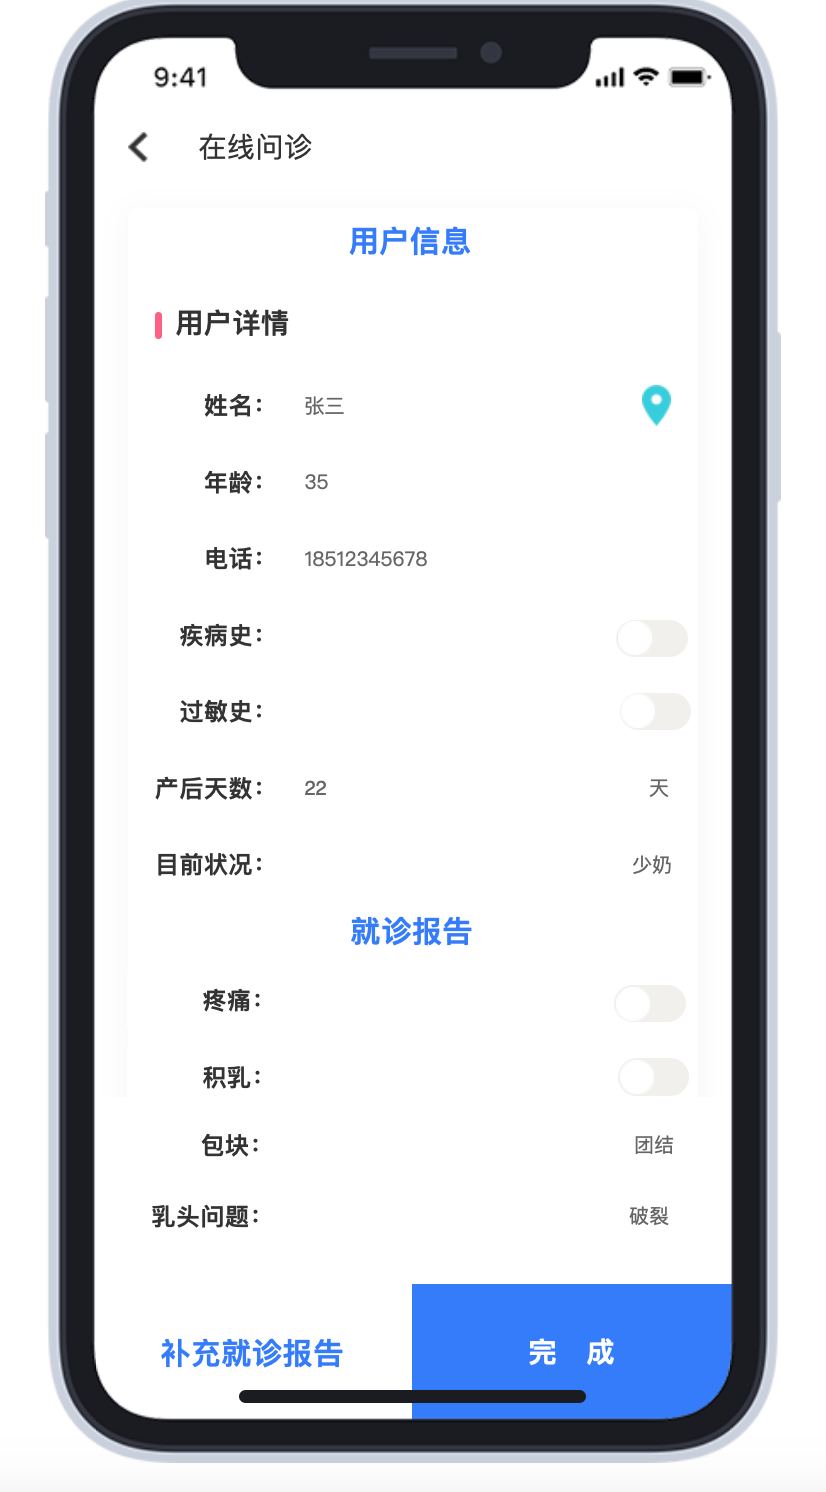 9:41
在线问诊
用户信息
用户详情
姓名： 张三
年龄： 35
电话： 18512345678
疾病史：
过敏史：
产后天数： 22 天
目前状况： 少奶
就诊报告
疼痛：
积乳：
包块： 团结
乳头问题： 破裂
补充就诊报告 完 成